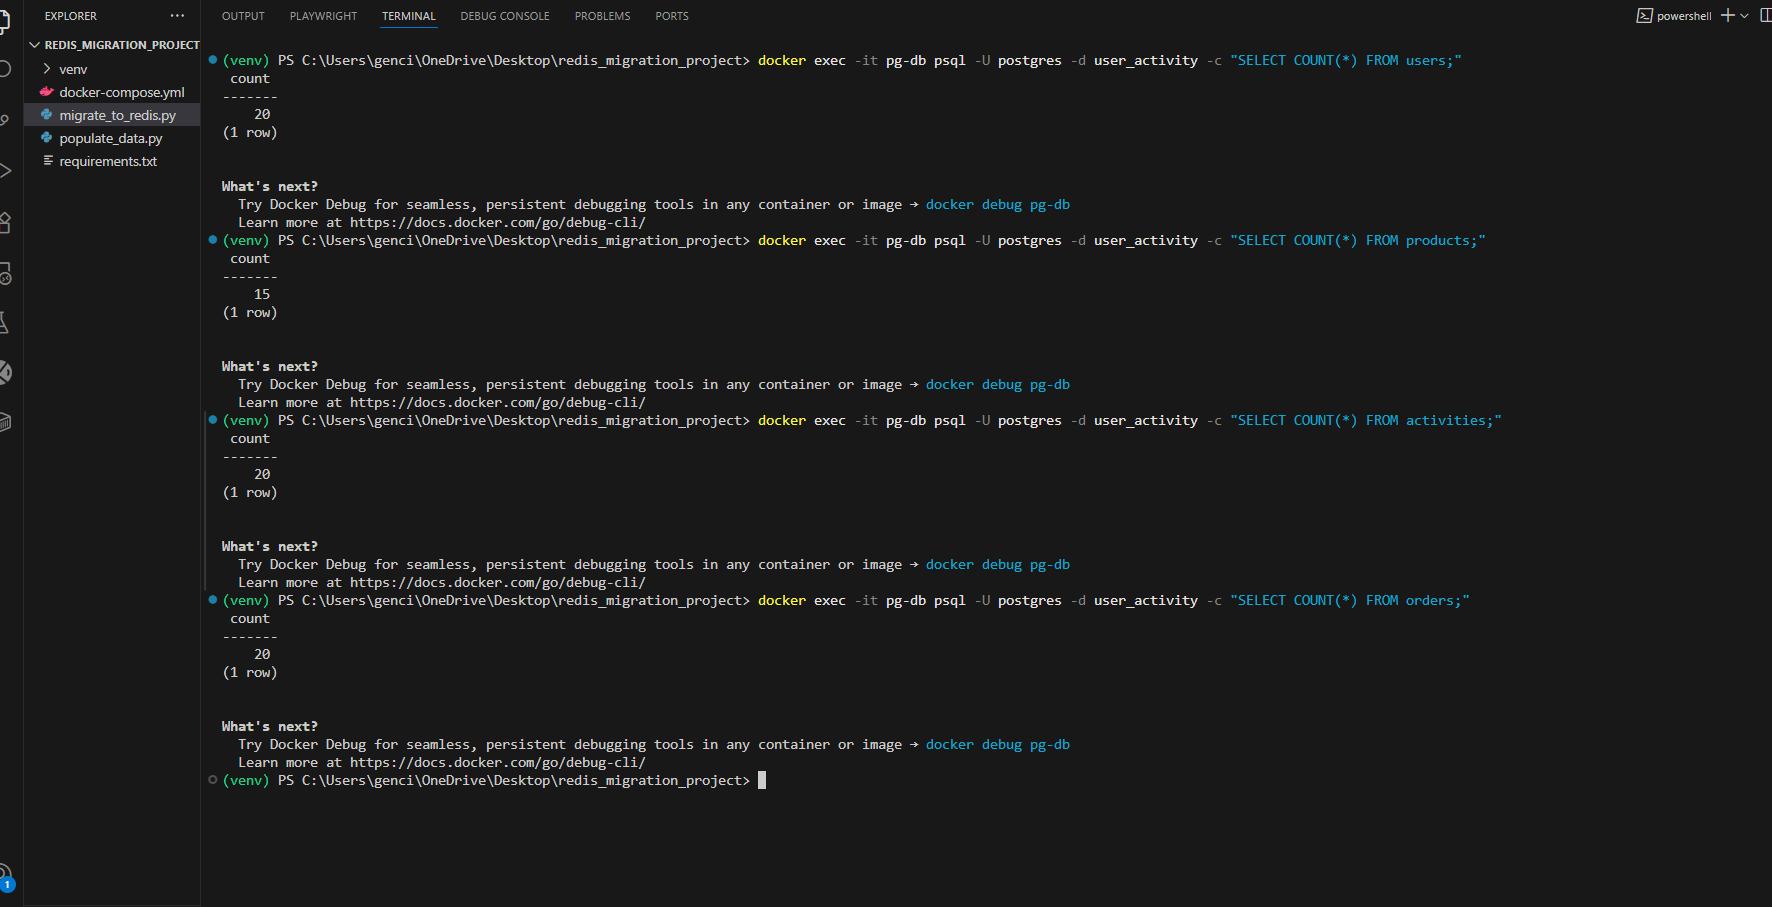 EXPLORER ···
REDIS_MIGRATION_PROJECT
venv
docker-compose.yml
migrate_to_redis.py
populate_data.py
requirements.txt
1
OUTPUT PLAYWRIGHT TERMINAL DEBUG CONSOLE PROBLEMS PORTS
powershell
(venv) PS C:\Users\genci\OneDrive\Desktop\redis_migration_project> docker exec -it pg-db psql -U postgres -d user_activity -c "SELECT COUNT(*) FROM users;"
count
-------
20
(1 row)
What's next?
Try Docker Debug for seamless, persistent debugging tools in any container or image → docker debug pg-db
Learn more at https://docs.docker.com/go/debug-cli/
(venv) PS C:\Users\genci\OneDrive\Desktop\redis_migration_project> docker exec -it pg-db psql -U postgres -d user_activity -c "SELECT COUNT(*) FROM products;"
count
-------
15
(1 row)
What's next?
Try Docker Debug for seamless, persistent debugging tools in any container or image → docker debug pg-db
Learn more at https://docs.docker.com/go/debug-cli/
(venv) PS C:\Users\genci\OneDrive\Desktop\redis_migration_project> docker exec -it pg-db psql -U postgres -d user_activity -c "SELECT COUNT(*) FROM activities;"
count
-------
20
(1 row)
What's next?
Try Docker Debug for seamless, persistent debugging tools in any container or image → docker debug pg-db
Learn more at https://docs.docker.com/go/debug-cli/
(venv) PS C:\Users\genci\OneDrive\Desktop\redis_migration_project> docker exec -it pg-db psql -U postgres -d user_activity -c "SELECT COUNT(*) FROM orders;"
count
-------
20
(1 row)
What's next?
Try Docker Debug for seamless, persistent debugging tools in any container or image → docker debug pg-db
Learn more at https://docs.docker.com/go/debug-cli/
(venv) PS C:\Users\genci\OneDrive\Desktop\redis_migration_project>